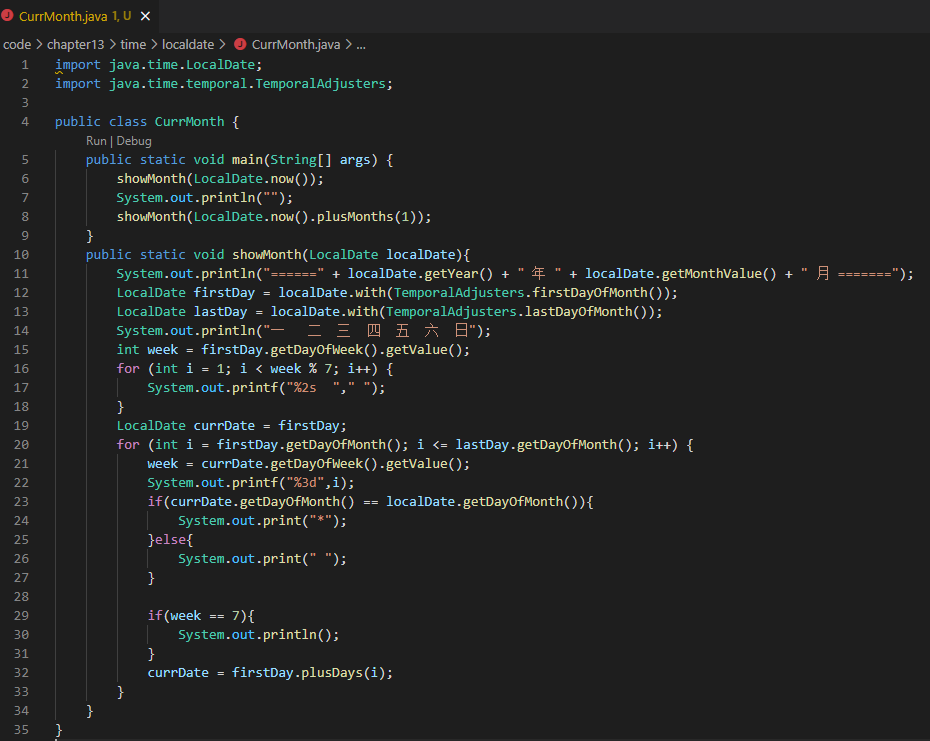 CurrMonth.java 1, U ×
code > chapter13 > time > localdate > CurrMonth.java > ...
1 import java.time.LocalDate;
2 import java.time.temporal.TemporalAdjusters;
3
4 public class CurrMonth {
Run | Debug
5     public static void main(String[] args) {
6         showMonth(LocalDate.now());
7         System.out.println("");
8         showMonth(LocalDate.now().plusMonths(1));
9     }
10     public static void showMonth(LocalDate localDate){
11         System.out.println("======" + localDate.getYear() + " 年 " + localDate.getMonthValue() + " 月 =======");
12         LocalDate firstDay = localDate.with(TemporalAdjusters.firstDayOfMonth());
13         LocalDate lastDay = localDate.with(TemporalAdjusters.lastDayOfMonth());
14         System.out.println("一   二  三  四  五  六  日");
15         int week = firstDay.getDayOfWeek().getValue();
16         for (int i = 1; i < week % 7; i++) {
17             System.out.printf("%2s  "," ");
18         }
19         LocalDate currDate = firstDay;
20         for (int i = firstDay.getDayOfMonth(); i <= lastDay.getDayOfMonth(); i++) {
21             week = currDate.getDayOfWeek().getValue();
22             System.out.printf("%3d",i);
23             if(currDate.getDayOfMonth() == localDate.getDayOfMonth()){
24                 System.out.print("*");
25             }else{
26                 System.out.print(" ");
27             }
28
29             if(week == 7){
30                 System.out.println();
31             }
32             currDate = firstDay.plusDays(i);
33         }
34     }
35 }